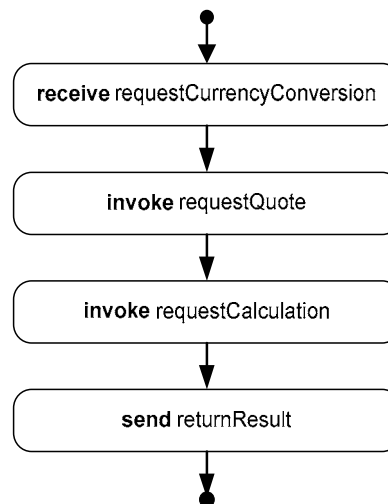 receive requestCurrencyConversion
invoke requestQuote
invoke requestCalculation
send returnResult